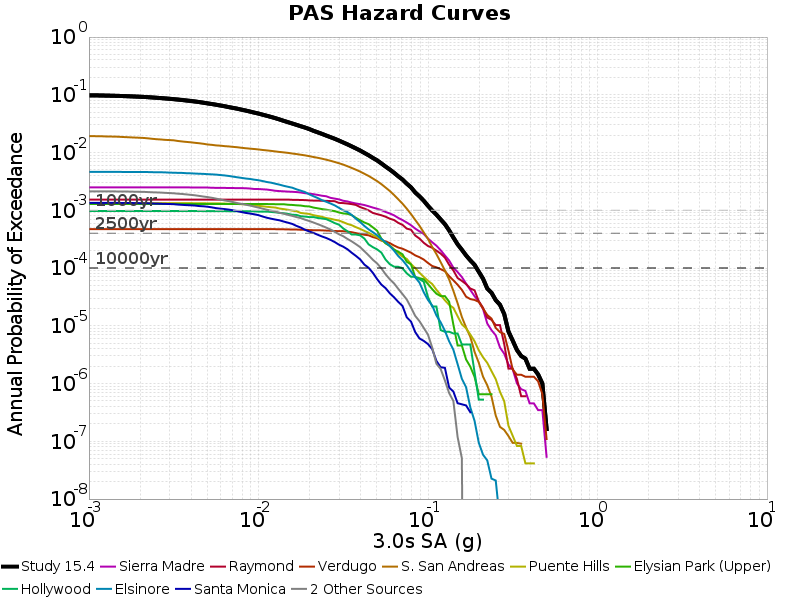 PAS Hazard Curves
Annual Probability of Exceedance
10^0
10^-1
10^-2
10^-3
10^-4
10^-5
10^-6
10^-7
10^-8
1000yr
2500yr
10000yr
10^-3 10^-2 10^-1 10^0 10^1
3.0s SA (g)
Study 15.4 Sierra Madre Raymond Verdugo S. San Andreas Puente Hills Elysian Park (Upper)
Hollywood Elsinore Santa Monica 2 Other Sources